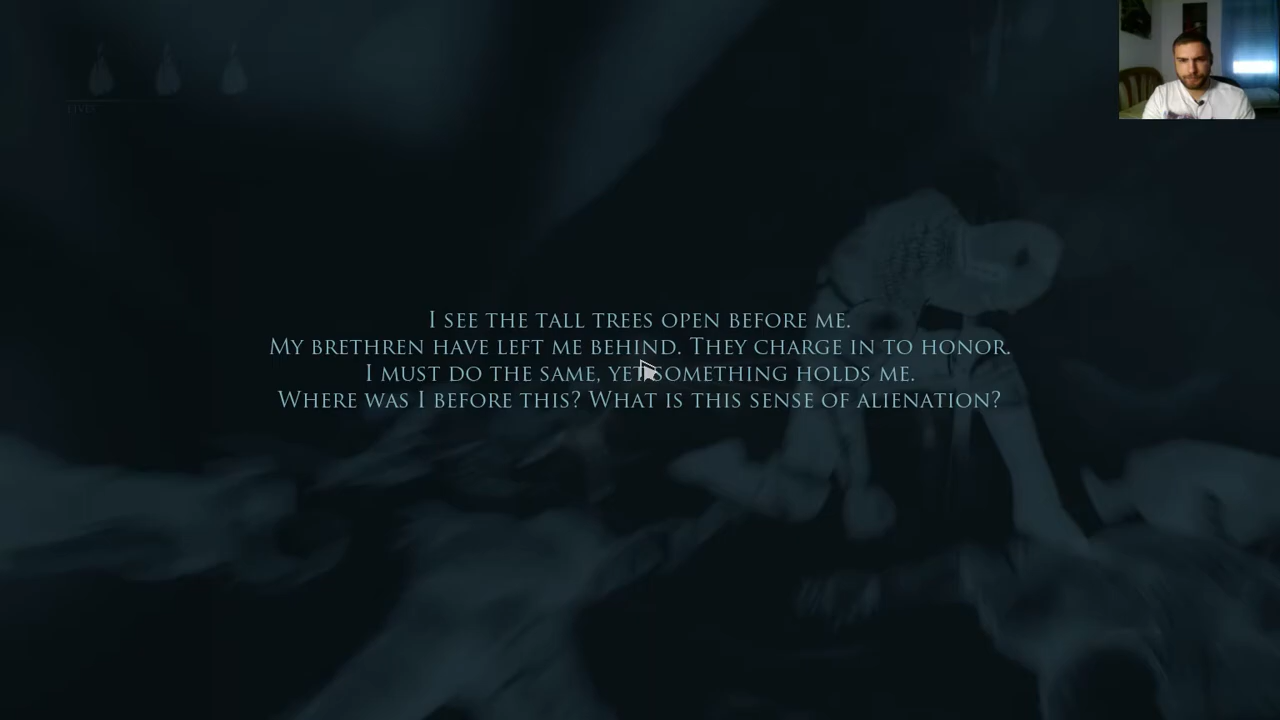 I SEE THE TALL TREES OPEN BEFORE ME.
MY BRETHREN HAVE LEFT ME BEHIND. THEY CHARGE IN TO HONOR.
I MUST DO THE SAME, YET SOMETHING HOLDS ME.
WHERE WAS I BEFORE THIS? WHAT IS THIS SENSE OF ALIENATION?